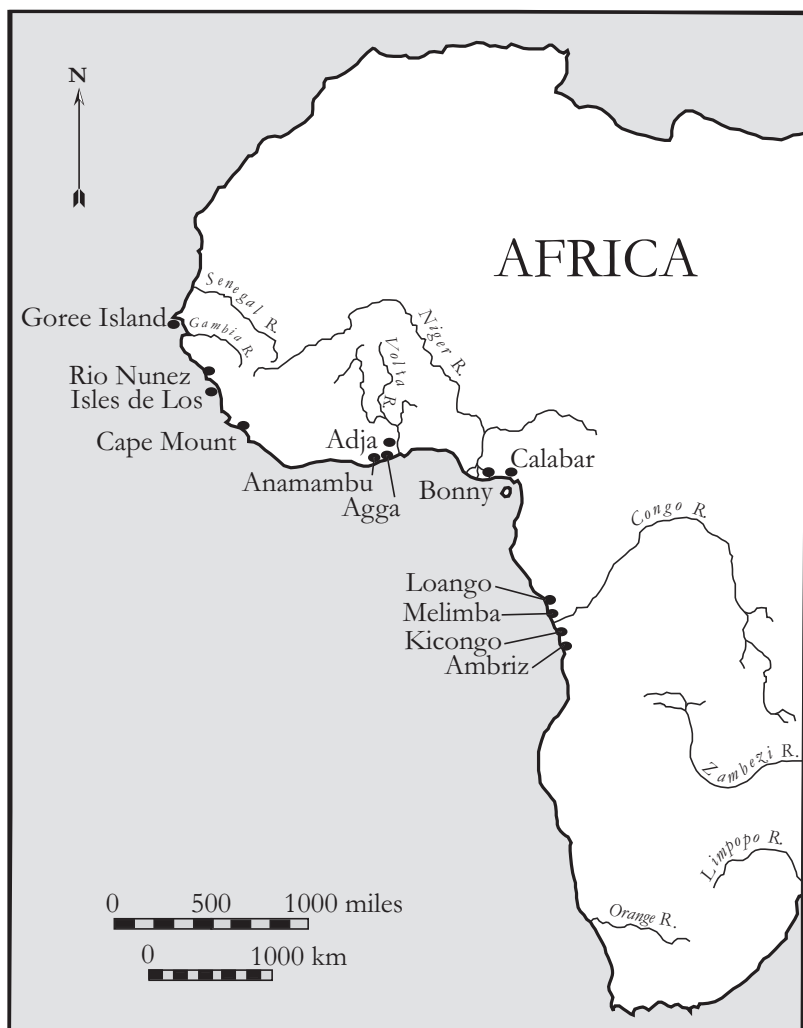 N
AFRICA
Senegal R.
Goree Island
Gambia R.
Niger R.
Volta R.
Rio Nunez
Isles de Los
Cape Mount
Adja
Anamambu
Agga
Calabar
Bonny
Congo R.
Loango
Melimba
Kicongo
Ambriz
Zambezi R.
Limpopo R.
Orange R.
0 500 1000 miles
0 1000 km